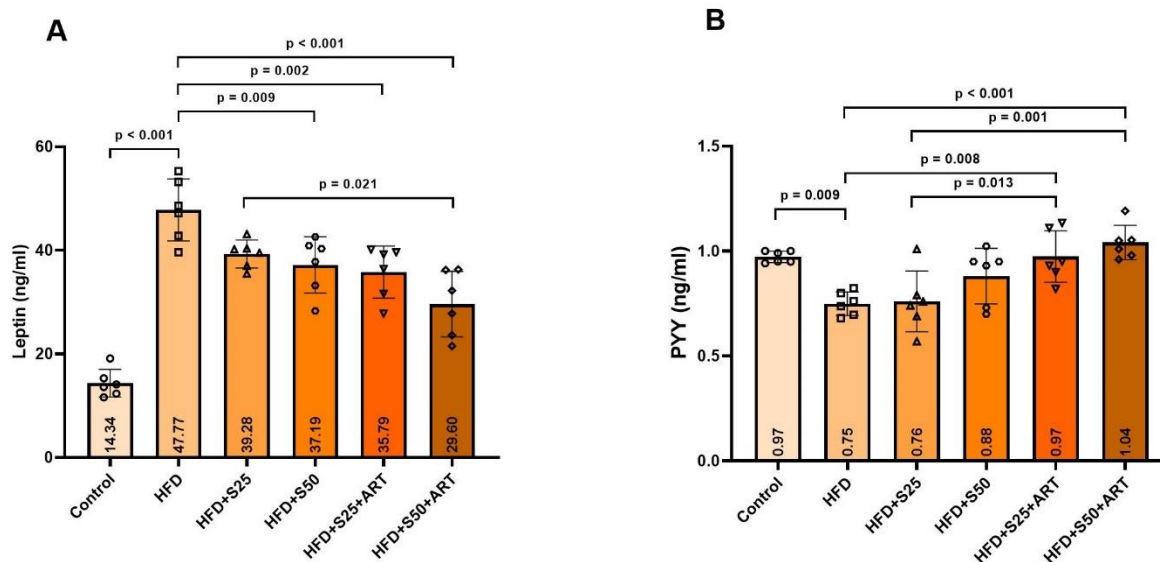 A
p < 0.001
p = 0.002
p = 0.009
p < 0.001
p = 0.021
60
40
20
0
Leptin (ng/ml)
14.34
47.77
39.28
37.19
35.79
29.60
Control
HFD
HFD+S25
HFD+S50
HFD+S25+ART
HFD+S50+ART
B
p < 0.001
p = 0.001
p = 0.008
p = 0.013
p = 0.009
1.5
1.0
0.5
0.0
PYY (ng/ml)
0.97
0.75
0.76
0.88
0.97
1.04
Control
HFD
HFD+S25
HFD+S50
HFD+S25+ART
HFD+S50+ART